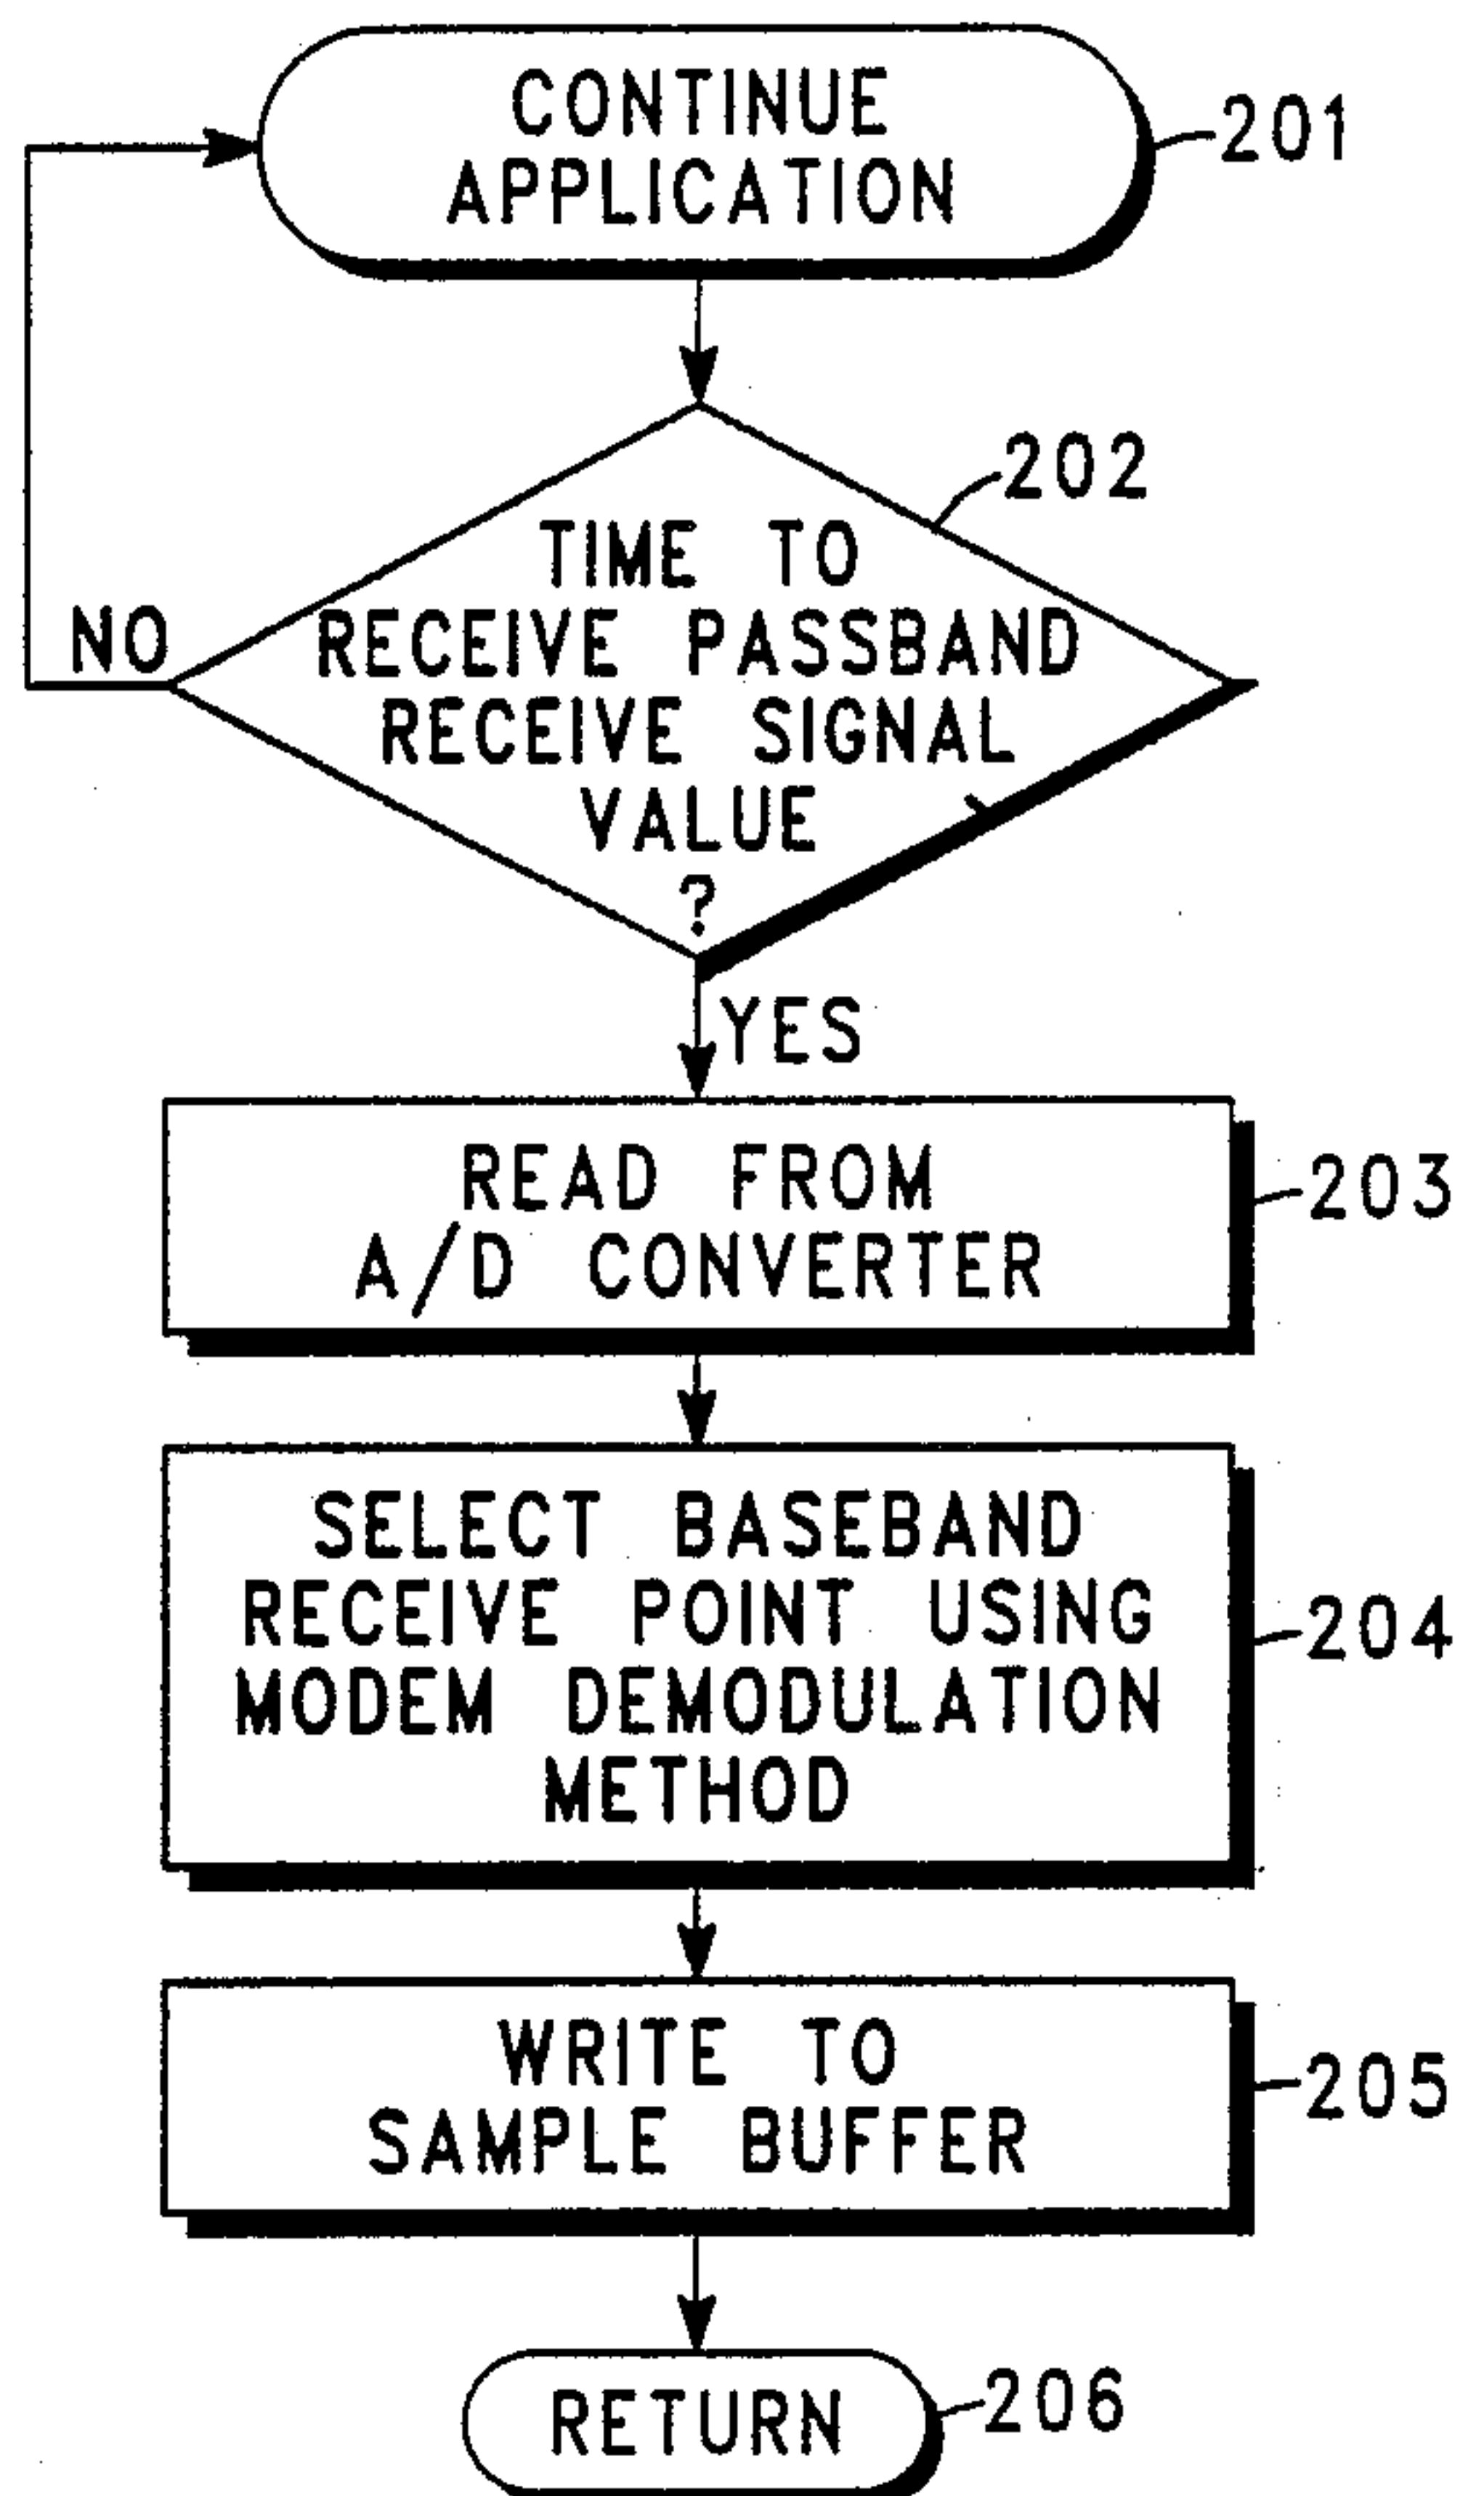 CONTINUE
APPLICATION
201
202
TIME TO
RECEIVE PASSBAND
RECEIVE SIGNAL
VALUE
?
NO
YES
READ FROM
A/D CONVERTER
203
SELECT BASEBAND
RECEIVE POINT USING
MODEM DEMODULATION
METHOD
204
WRITE TO
SAMPLE BUFFER
205
RETURN
206